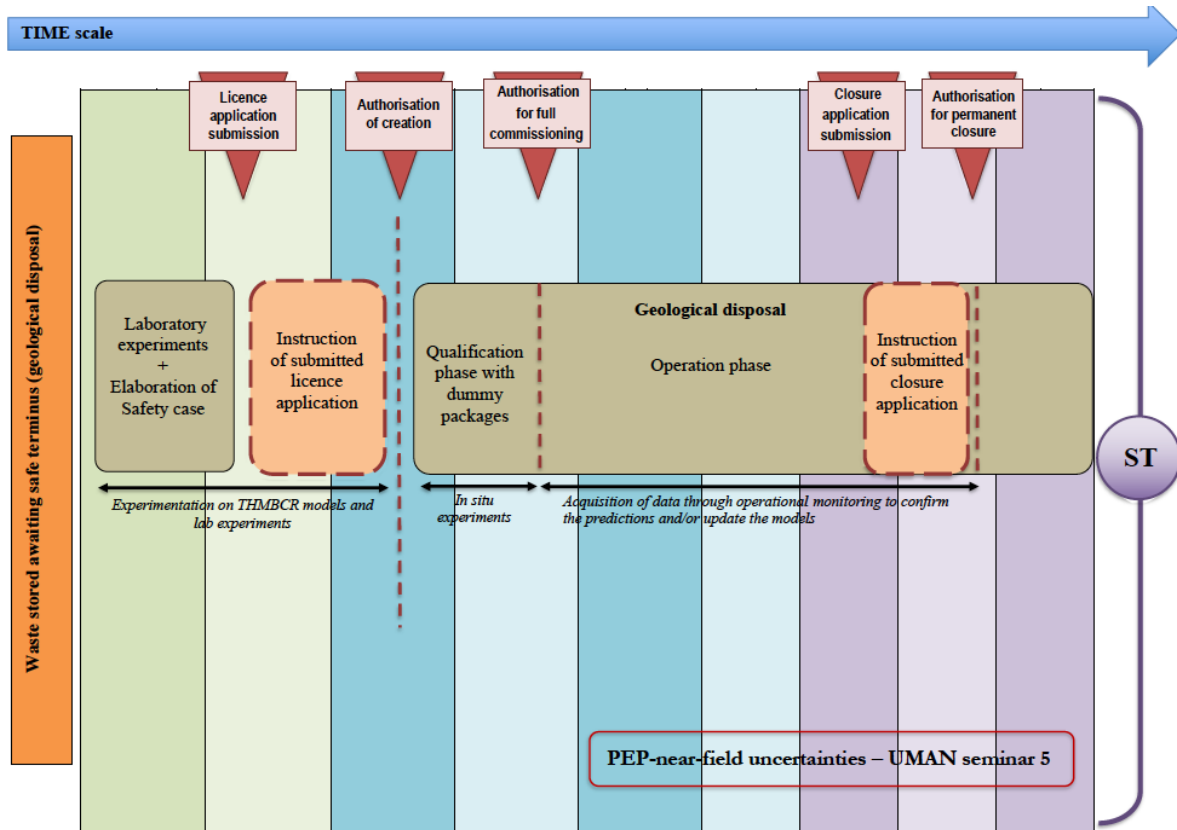 TIME scale
Licence
application
submission
Authorisation
of creation
Authorisation
for full
commissioning
Closure
application
submission
Authorisation
for permanent
closure
Waste stored awaiting safe terminus (geological disposal)
Laboratory
experiments
+
Elaboration of
Safety case
Instruction
of submitted
licence
application
Geological disposal
Qualification
phase with
dummy
packages
Operation phase
Instruction
of submitted
closure
application
ST
Experimentation on THMBCR models and
lab experiments
In situ
experiments
Acquisition of data through operational monitoring to confirm
the predictions and/or update the models
PEP-near-field uncertainties – UMAN seminar 5